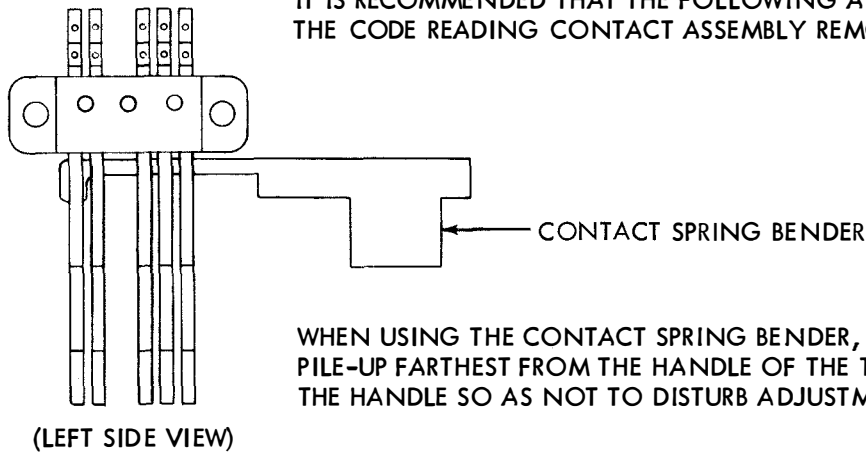 IT IS RECOMMENDED THAT THE FOLLOWING A
THE CODE READING CONTACT ASSEMBLY REMO
CONTACT SPRING BENDER
WHEN USING THE CONTACT SPRING BENDER,
PILE-UP FARTHEST FROM THE HANDLE OF THE T
THE HANDLE SO AS NOT TO DISTURB ADJUSTM
(LEFT SIDE VIEW)